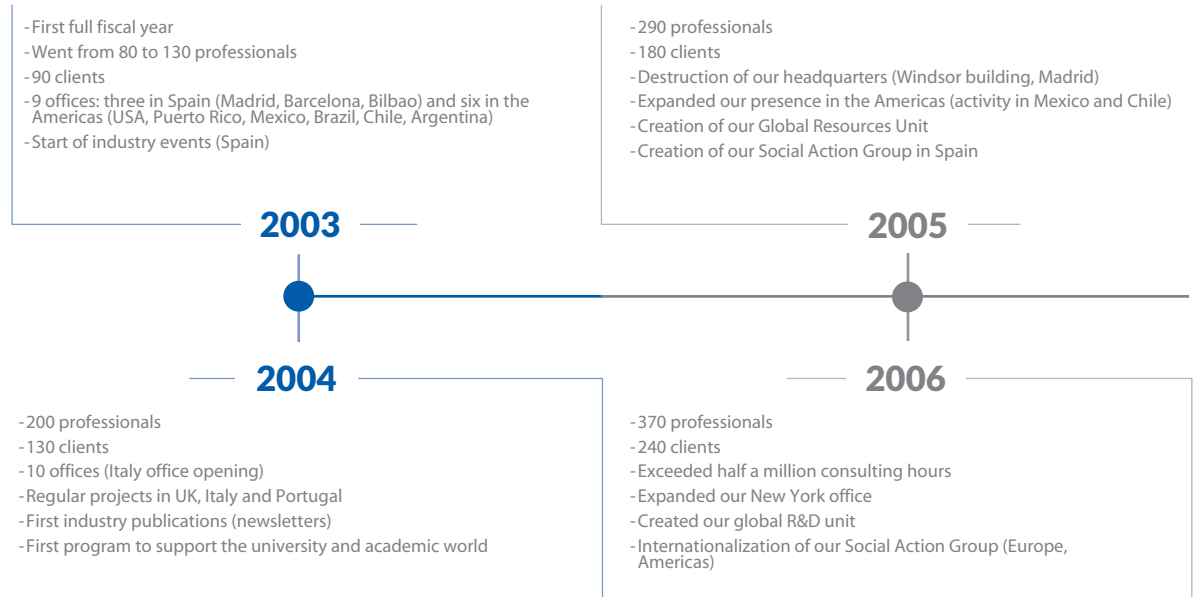 -First full fiscal year
-Went from 80 to 130 professionals
-90 clients
-9 offices: three in Spain (Madrid, Barcelona, Bilbao) and six in the
Americas (USA, Puerto Rico, Mexico, Brazil, Chile, Argentina)
-Start of industry events (Spain)
2003
-290 professionals
-180 clients
-Destruction of our headquarters (Windsor building, Madrid)
-Expanded our presence in the Americas (activity in Mexico and Chile)
-Creation of our Global Resources Unit
-Creation of our Social Action Group in Spain
2005
2004
-200 professionals
-130 clients
-10 offices (Italy office opening)
-Regular projects in UK, Italy and Portugal
-First industry publications (newsletters)
-First program to support the university and academic world
2006
-370 professionals
-240 clients
-Exceeded half a million consulting hours
-Expanded our New York office
-Created our global R&D unit
-Internationalization of our Social Action Group (Europe,
Americas)